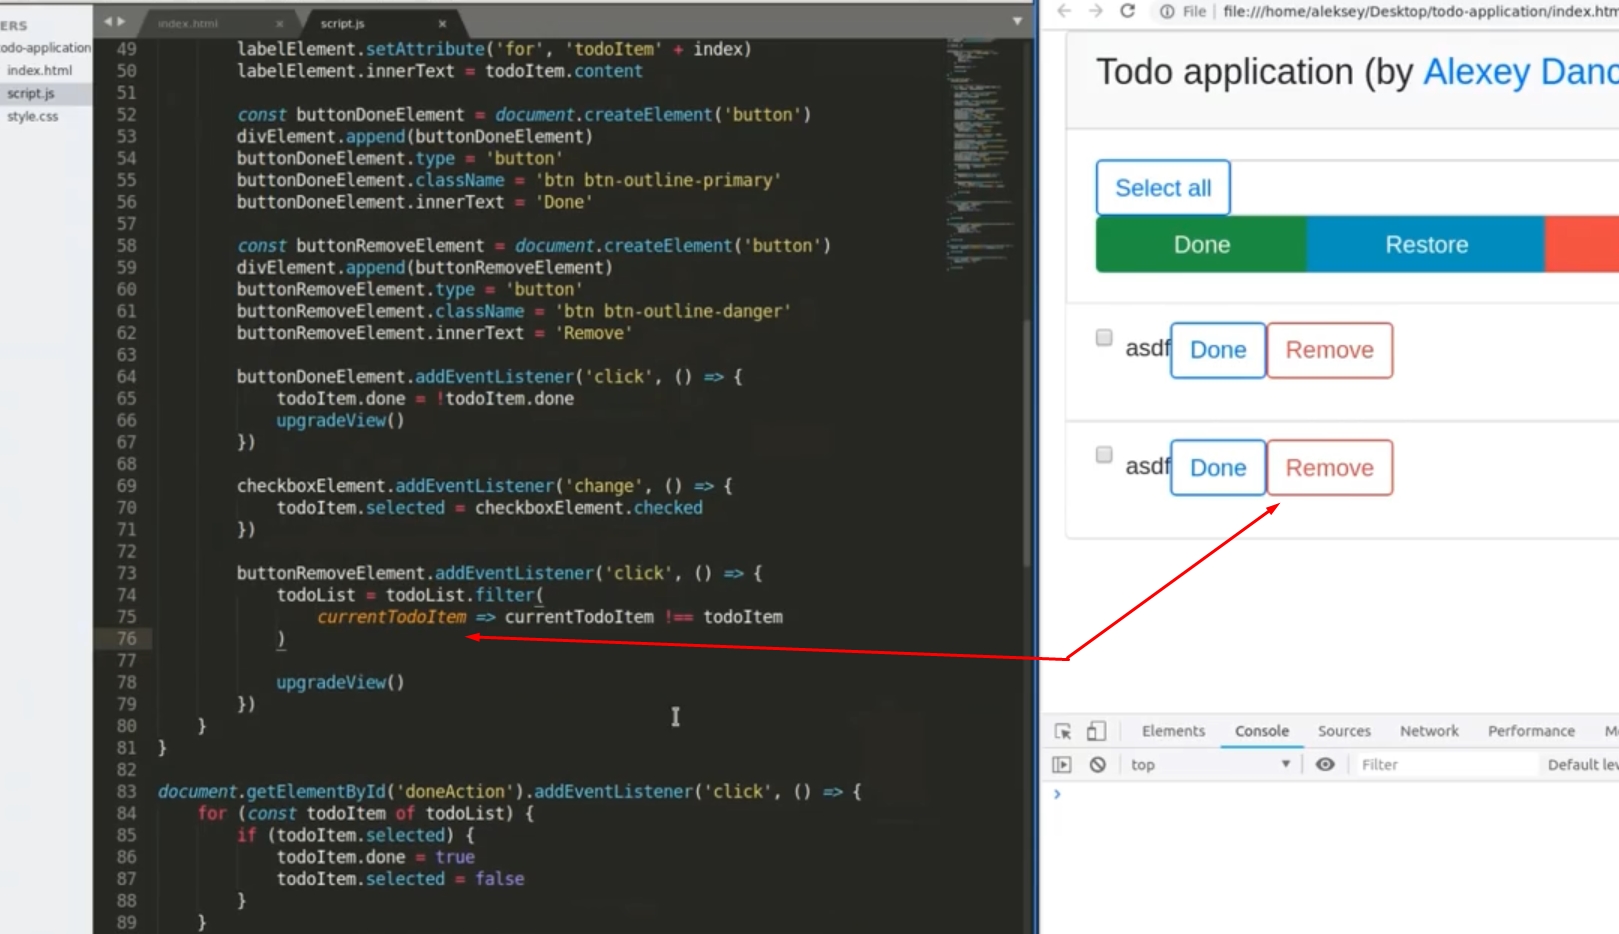 ERS
odo-application
index.html
script.js
style.css
index.html ×
script.js ×
49 labelElement.setAttribute('for', 'todoItem' + index)
50 labelElement.innerText = todoItem.content
51
52 const buttonDoneElement = document.createElement('button')
53 divElement.append(buttonDoneElement)
54 buttonDoneElement.type = 'button'
55 buttonDoneElement.className = 'btn btn-outline-primary'
56 buttonDoneElement.innerText = 'Done'
57
58 const buttonRemoveElement = document.createElement('button')
59 divElement.append(buttonRemoveElement)
60 buttonRemoveElement.type = 'button'
61 buttonRemoveElement.className = 'btn btn-outline-danger'
62 buttonRemoveElement.innerText = 'Remove'
63
64 buttonDoneElement.addEventListener('click', () => {
65 todoItem.done = !todoItem.done
66 upgradeView()
67 })
68
69 checkboxElement.addEventListener('change', () => {
70 todoItem.selected = checkboxElement.checked
71 })
72
73 buttonRemoveElement.addEventListener('click', () => {
74 todoList = todoList.filter(
75 currentTodoItem => currentTodoItem !== todoItem
76 )
77
78 upgradeView()
79 })
80 }
81 }
82
83 document.getElementById('doneAction').addEventListener('click', () => {
84 for (const todoItem of todoList) {
85 if (todoItem.selected) {
86 todoItem.done = true
87 todoItem.selected = false
88 }
89 }
File | file:///home/aleksey/Desktop/todo-application/index.htm
Todo application (by Alexey Danc
Select all
Done Restore
asdf Done Remove
asdf Done Remove
Elements Console Sources Network Performance M
top Filter Default lev